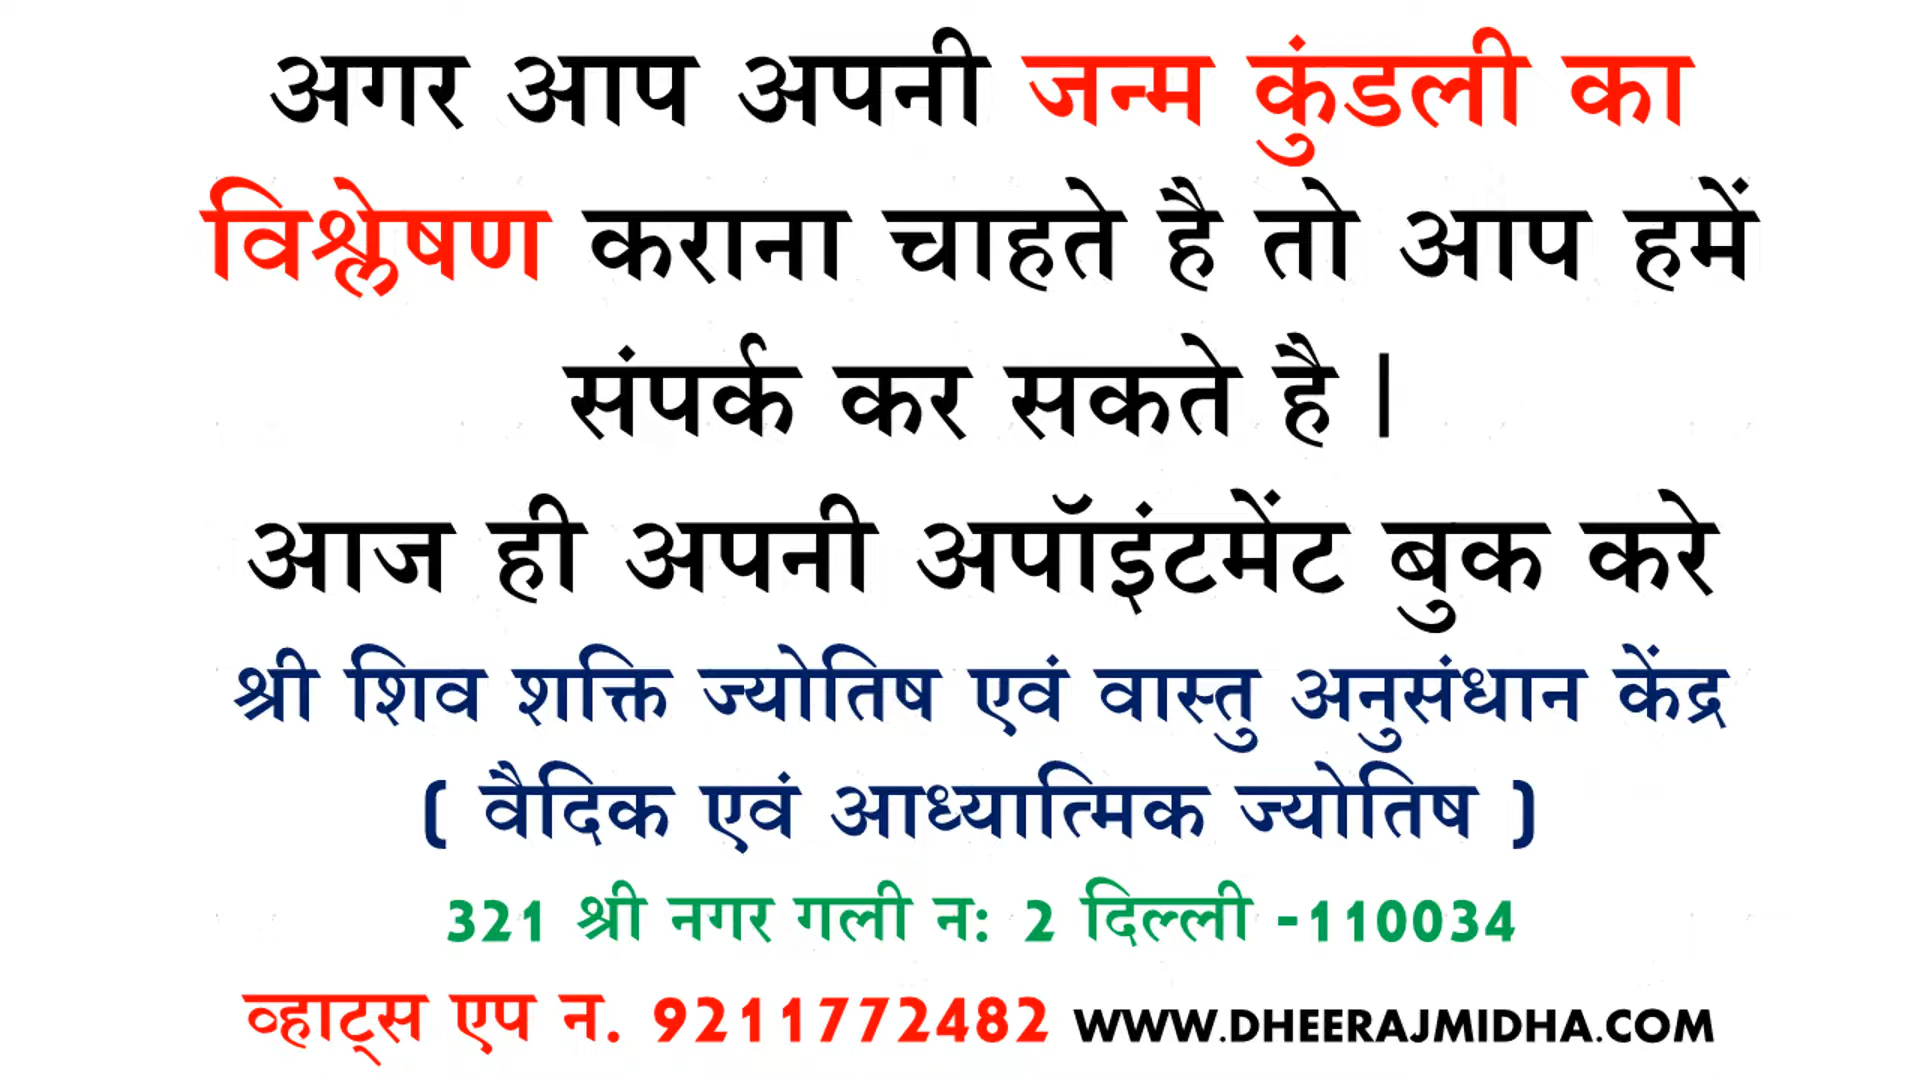 अगर आप अपनी जन्म कुंडली का
विश्लेषण कराना चाहते है तो आप हमें
संपर्क कर सकते है |
आज ही अपनी अपॉइंटमेंट बुक करे
श्री शिव शक्ति ज्योतिष एवं वास्तु अनुसंधान केंद्र
( वैदिक एवं आध्यात्मिक ज्योतिष )
321 श्री नगर गली न: 2 दिल्ली -110034
व्हाट्स एप न. 9211772482 WWW.DHEERAJMIDHA.COM